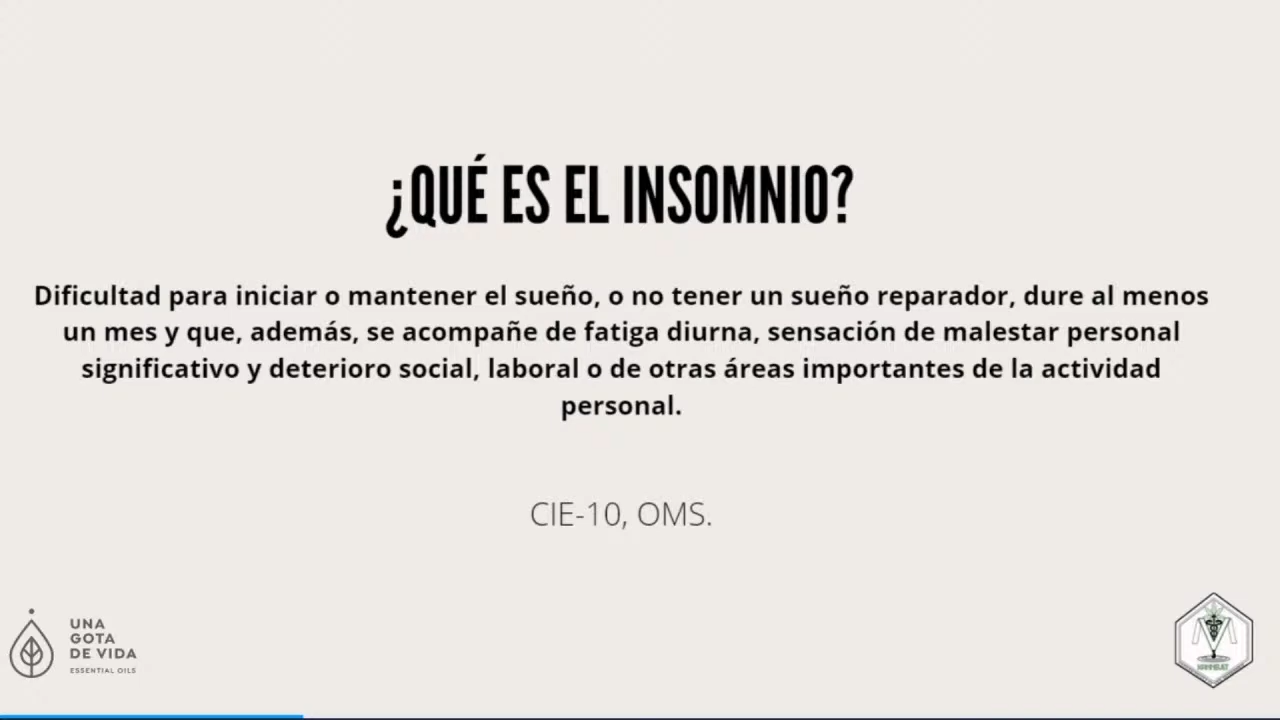 ¿QUÉ ES EL INSOMNIO?
Dificultad para iniciar o mantener el sueño, o no tener un sueño reparador, dure al menos
un mes y que, además, se acompañe de fatiga diurna, sensación de malestar personal
significativo y deterioro social, laboral o de otras áreas importantes de la actividad
personal.
CIE-10, OMS.
UNA
GOTA
DE VIDA
ESSENTIAL OILS